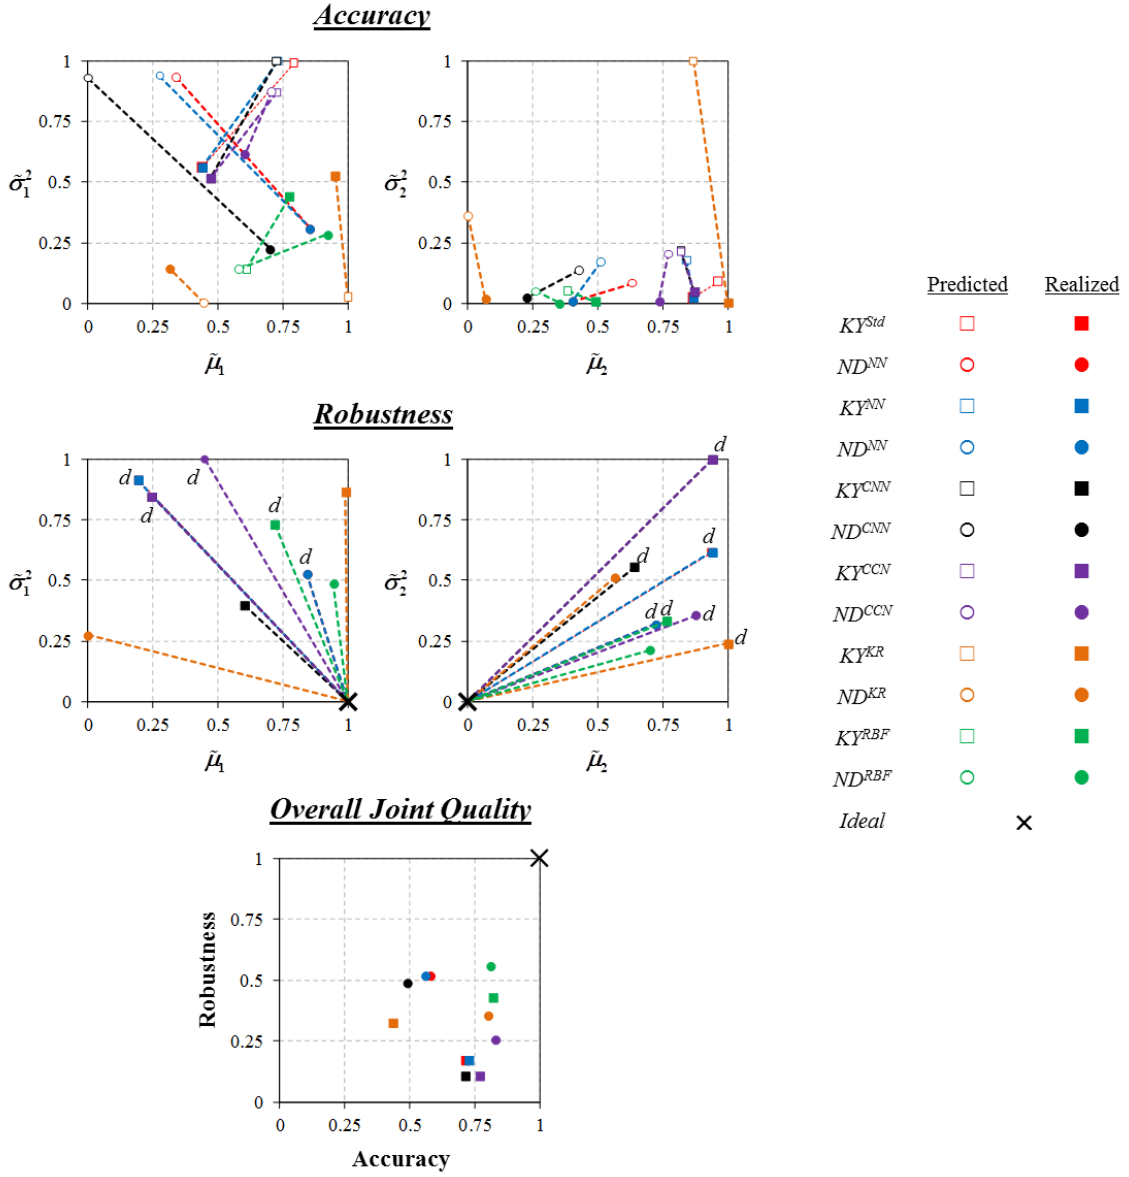 Accuracy
1
0.75
0.5
0.25
0
0 0.25 0.5 0.75 1
σ̃₁²
μ̃₁
1
0.75
0.5
0.25
0
0 0.25 0.5 0.75 1
σ̃₂²
μ̃₂
Predicted Realized
KY^Std
ND^NN
KY^NN
ND^NN
KY^CNN
ND^CNN
KY^CCN
ND^CCN
KY^KR
ND^KR
KY^RBF
ND^RBF
Ideal
Robustness
1
0.75
0.5
0.25
0
0 0.25 0.5 0.75 1
σ̃₁²
μ̃₁
d
d
d
d
d
1
0.75
0.5
0.25
0
0 0.25 0.5 0.75 1
σ̃₂²
μ̃₂
d
d
d
d d d
d
Overall Joint Quality
1
0.75
0.5
0.25
0
0 0.25 0.5 0.75 1
Robustness
Accuracy